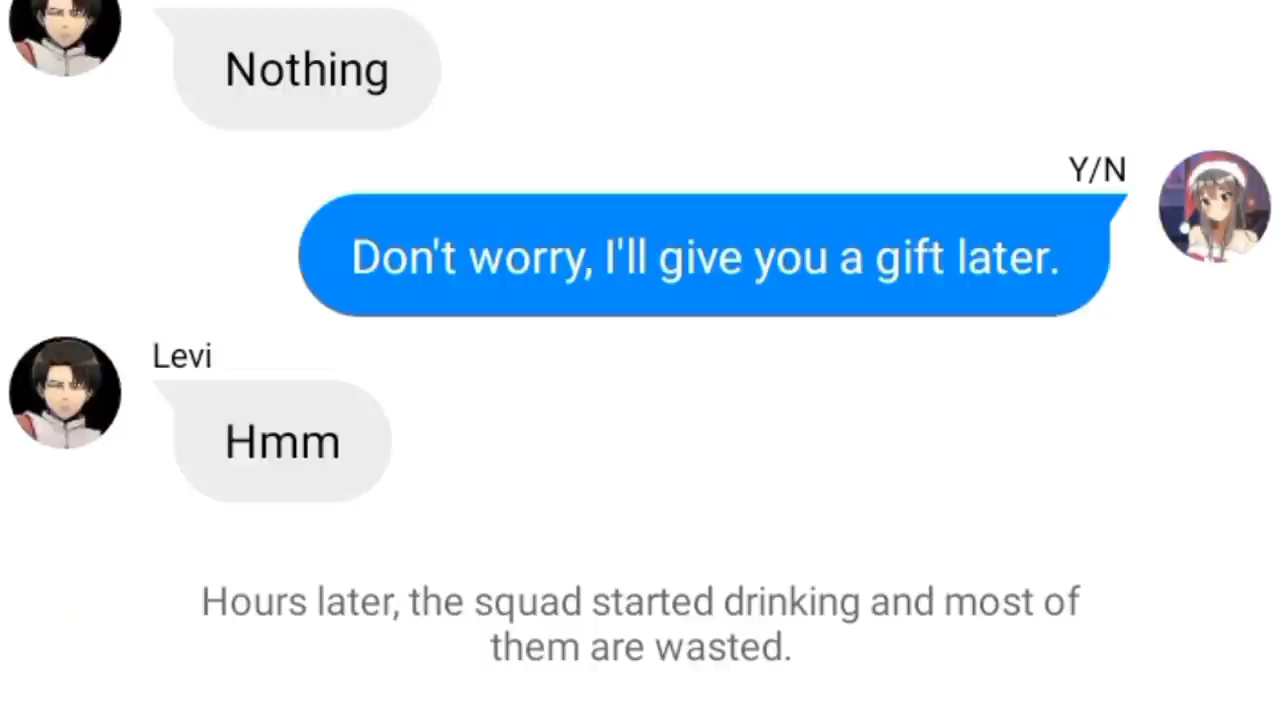 Nothing
Y/N
Don't worry, I'll give you a gift later.
Levi
Hmm
Hours later, the squad started drinking and most of
them are wasted.